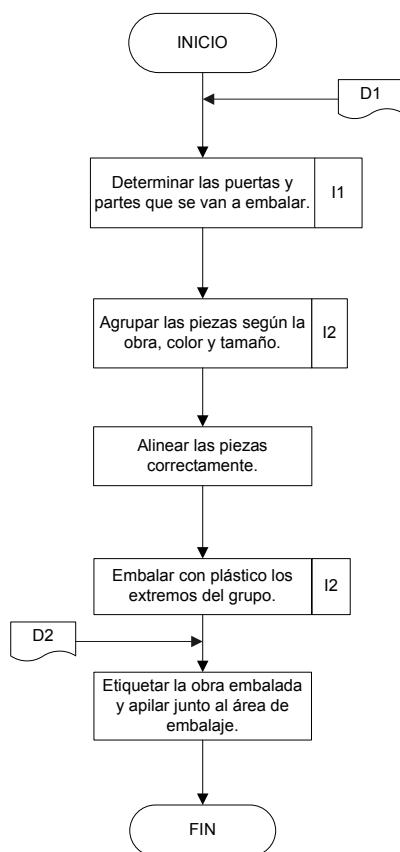 INICIO
D1
Determinar las puertas y
partes que se van a embalar.
I1
Agrupar las piezas según la
obra, color y tamaño.
I2
Alinear las piezas
correctamente.
Embalar con plástico los
extremos del grupo.
I2
D2
Etiquetar la obra embalada
y apilar junto al área de
embalaje.
FIN